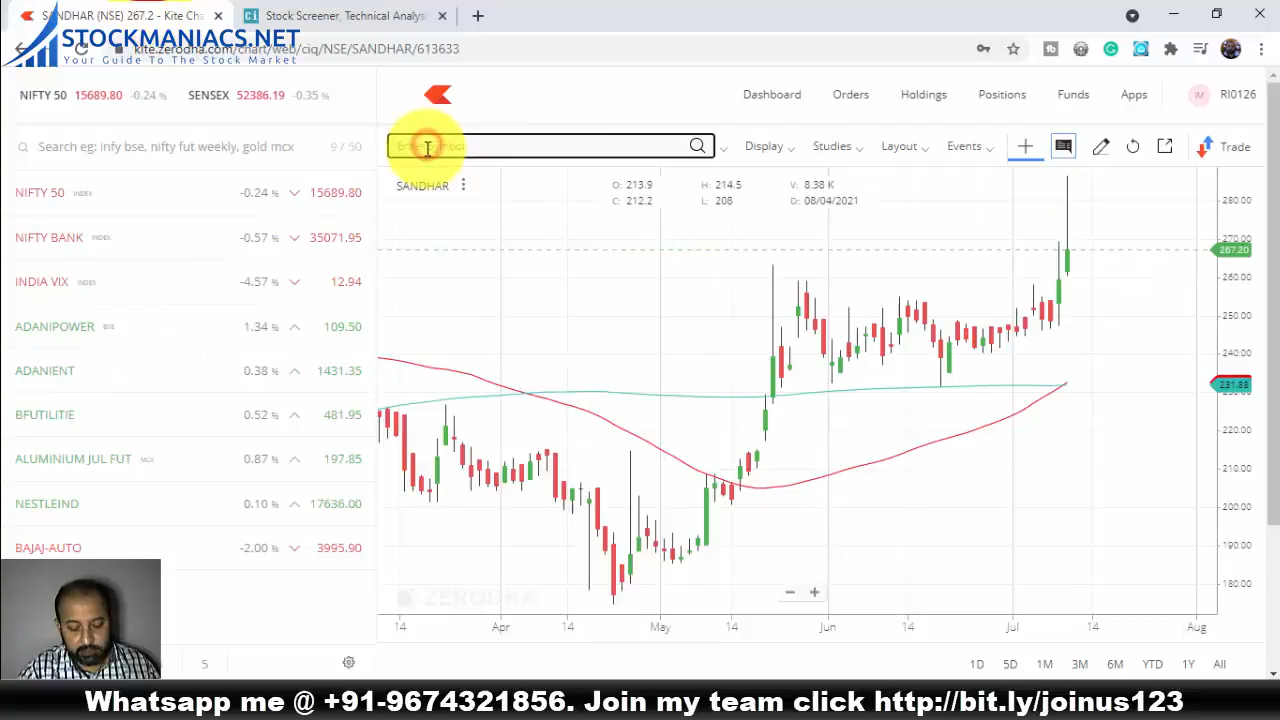 SANDHAR (NSE) 267.2 - Kite Cha
Stock Screener, Technical Analys
STOCKMANIACS.NET
Your Guide To The Stock Market
kite.zerodha.com/chart/web/ciq/NSE/SANDHAR/613633
NIFTY 50 15689.80 -0.24 % SENSEX 52386.19 -0.35 %
Dashboard Orders Holdings Positions Funds Apps IM RI0126
Search eg: infy bse, nifty fut weekly, gold mcx 9 / 50
Display Studies Layout Events Trade
NIFTY 50 INDEX -0.24 % 15689.80
NIFTY BANK INDEX -0.57 % 35071.95
INDIA VIX INDEX -4.57 % 12.94
ADANIPOWER BSE 1.34 % 109.50
ADANIENT 0.38 % 1431.35
BFUTILITIE 0.52 % 481.95
ALUMINIUM JUL FUT MCX 0.87 % 197.85
NESTLEIND 0.10 % 17636.00
BAJAJ-AUTO -2.00 % 3995.90
5
SANDHAR
O: 213.9 H: 214.5 V: 8.38 K
C: 212.2 L: 208 D: 08/04/2021
280.00
270.00
267.20
260.00
250.00
240.00
231.88
220.00
210.00
200.00
190.00
180.00
ZERODHA
14 Apr 14 May 14 Jun 14 Jul 14 Aug
1D 5D 1M 3M 6M YTD 1Y All
Whatsapp me @ +91-9674321856. Join my team click http://bit.ly/joinus123